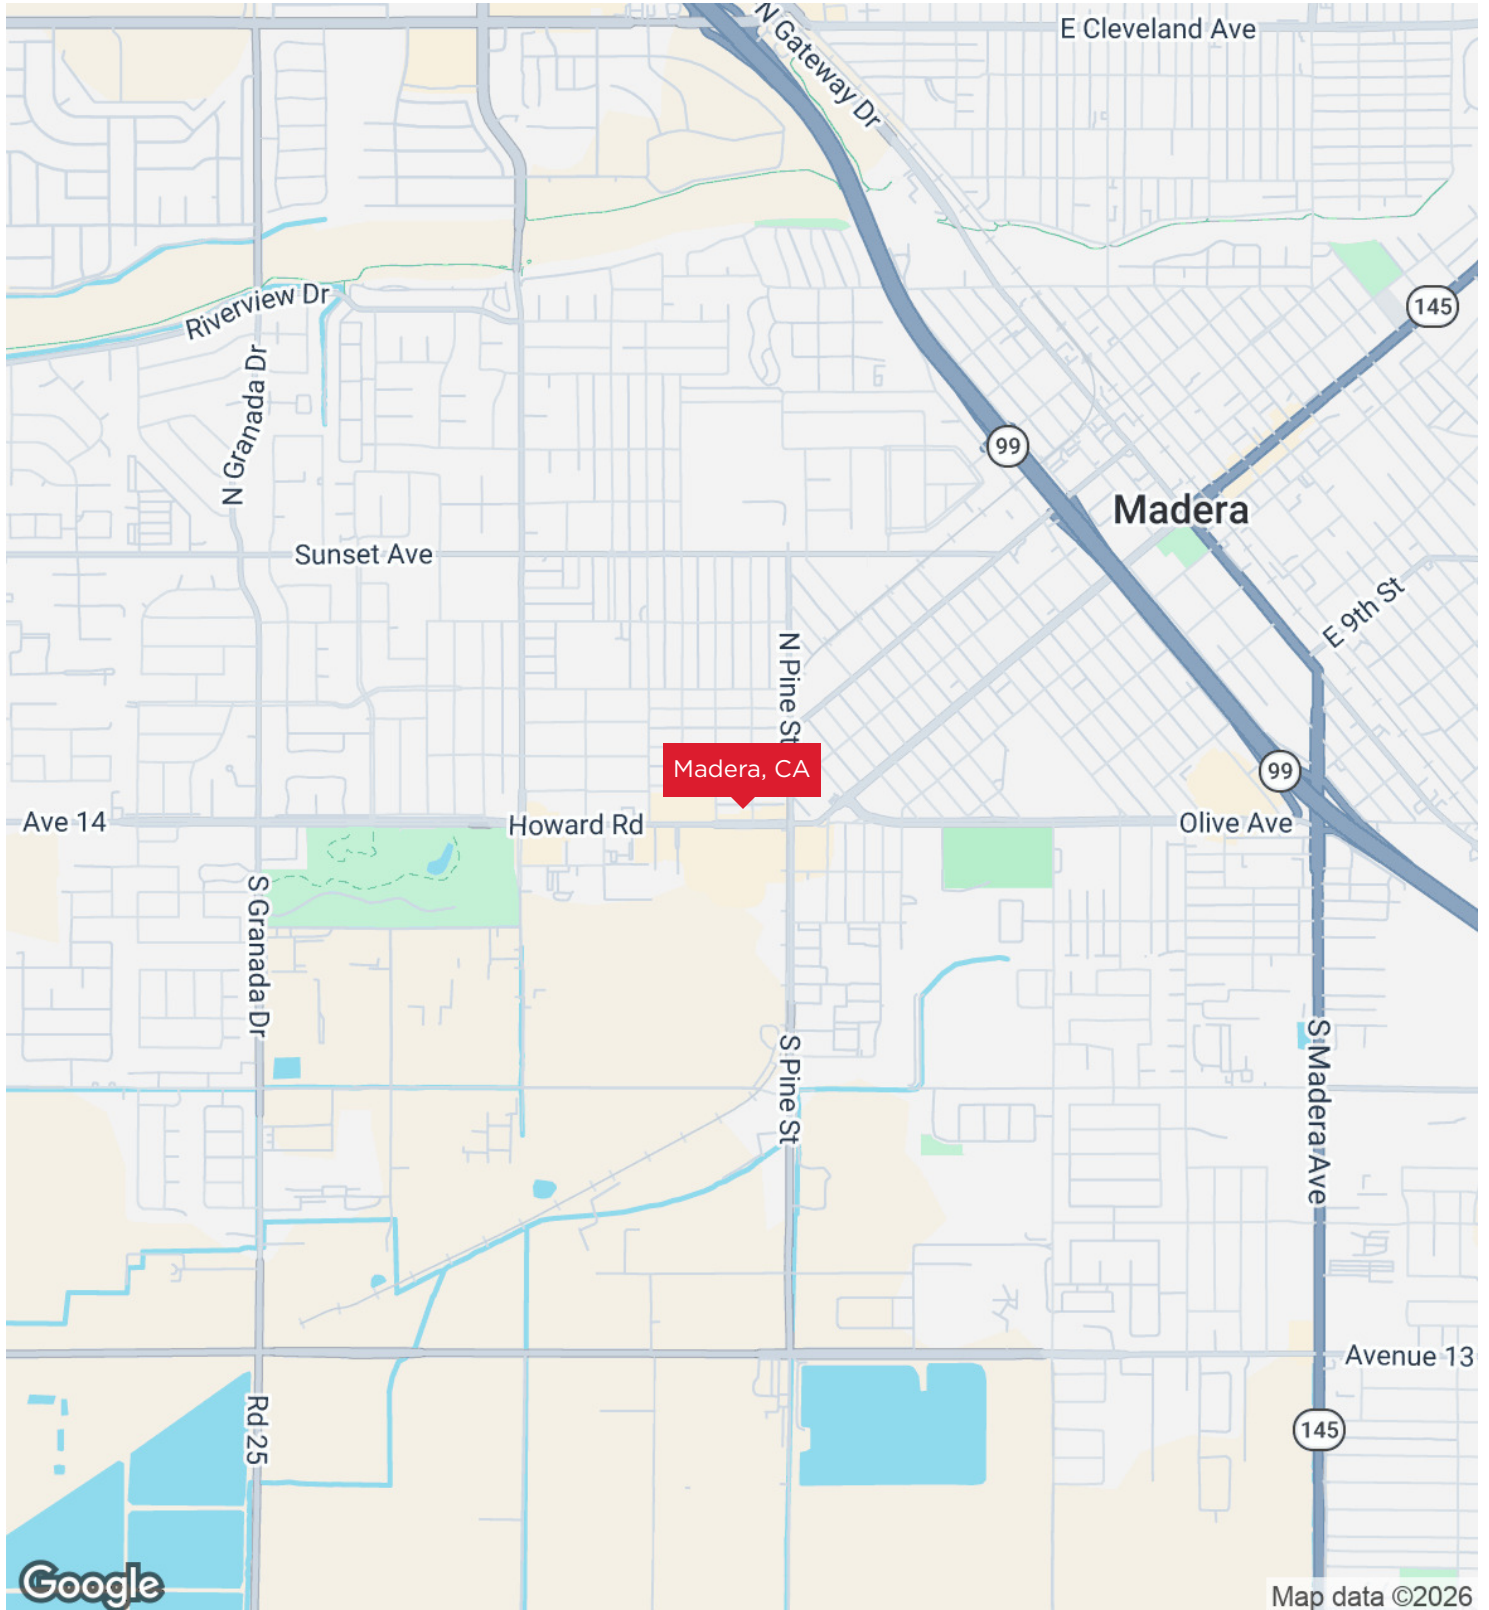 E Cleveland Ave
N Gateway Dr
145
Riverview Dr
N Granada Dr
99
Madera
Sunset Ave
E 9th St
N Pine St
Madera, CA
99
Ave 14
Howard Rd
Olive Ave
S Granada Dr
S Pine St
S Madera Ave
Avenue 13
Rd 25
145
Google
Map data ©2026